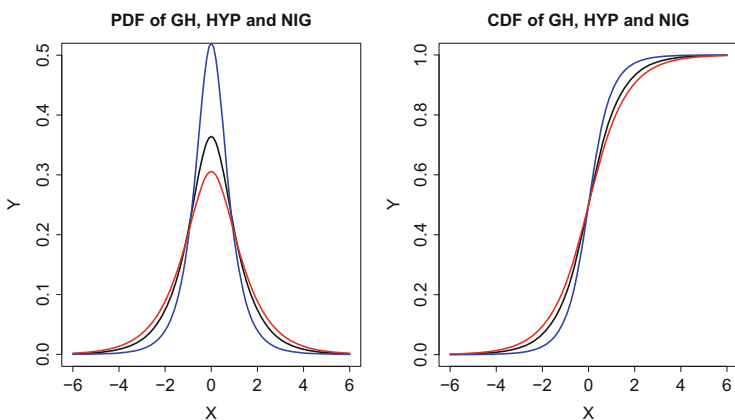 PDF of GH, HYP and NIG
CDF of GH, HYP and NIG
Y
0.0 0.1 0.2 0.3 0.4 0.5
−6 −4 −2 0 2 4 6
X
Y
0.0 0.2 0.4 0.6 0.8 1.0
−6 −4 −2 0 2 4 6
X